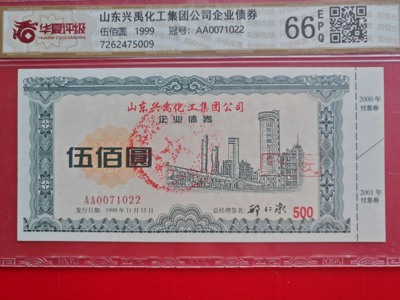 华夏评级
HUAXIA GRADING
山东兴禹化工集团公司企业债券
伍佰圆 1999 冠号: AA0071022
7262475009
66 EPQ
山东兴禹化工集团公司
企业债券
伍佰圆
AA0071022
发行日期:1999年11月15日
总经理签名:
500
2000年
付息券
2001年
付息券